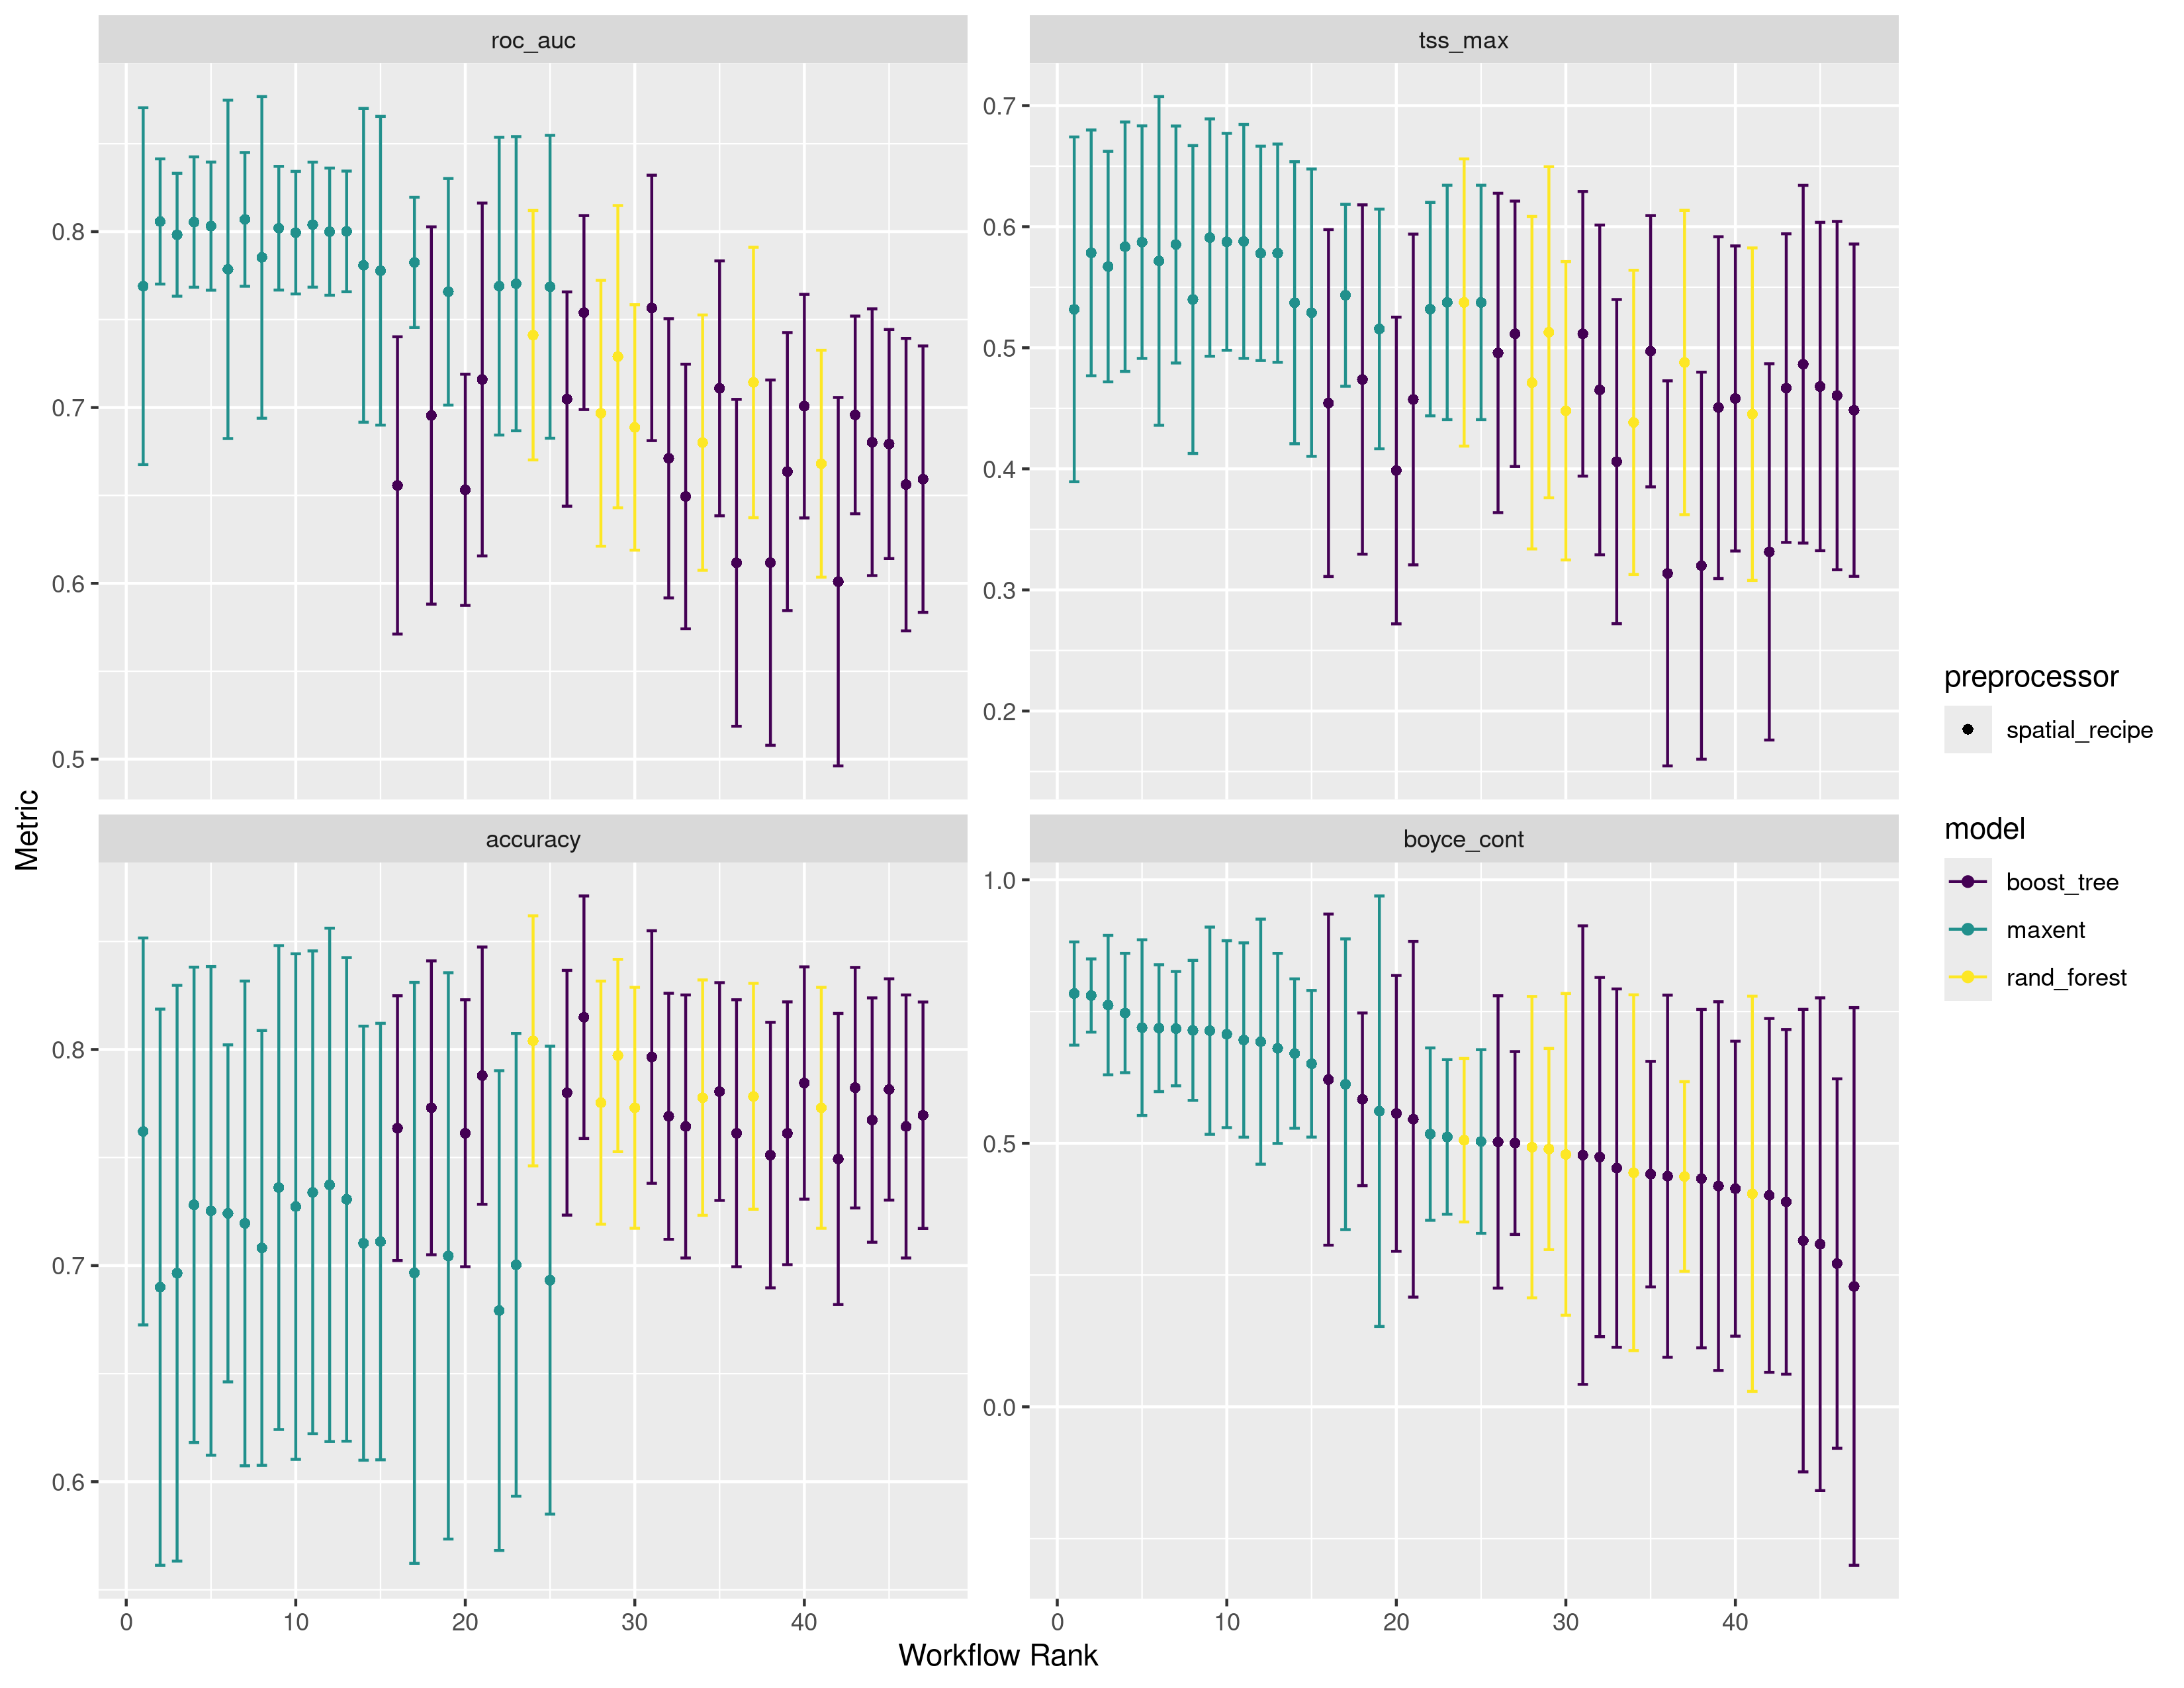 roc_auc
tss_max
0.8
0.7
0.6
0.5
0.7
0.6
0.5
0.4
0.3
0.2
accuracy
boyce_cont
0.8
0.7
0.6
1.0
0.5
0.0
0 10 20 30 40
0 10 20 30 40
Workflow Rank
Metric
preprocessor
spatial_recipe
model
boost_tree
maxent
rand_forest